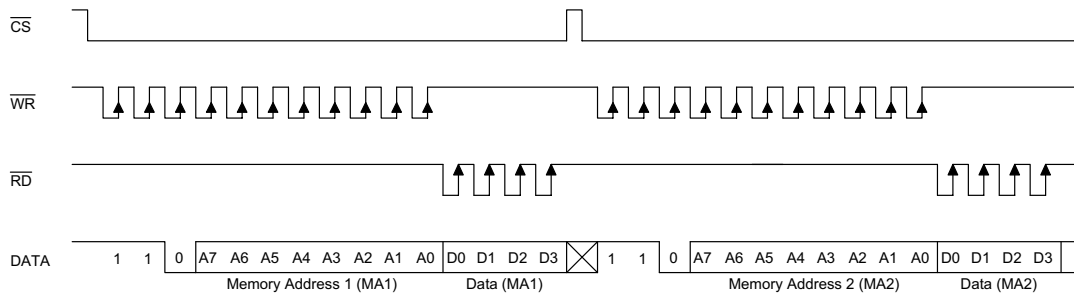 CS
WR
RD
DATA 1 1 0 A7 A6 A5 A4 A3 A2 A1 A0 D0 D1 D2 D3 1 1 0 A7 A6 A5 A4 A3 A2 A1 A0 D0 D1 D2 D3
Memory Address 1 (MA1) Data (MA1) Memory Address 2 (MA2) Data (MA2)